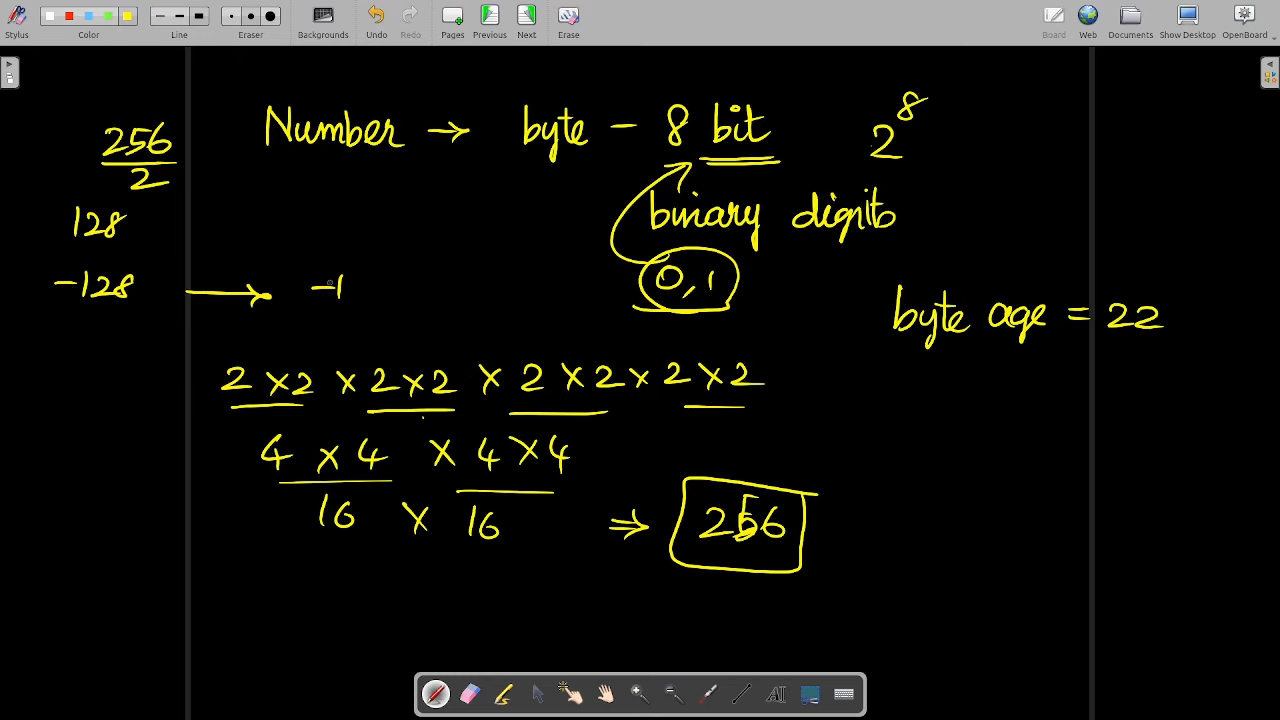 Stylus Color Line Eraser Backgrounds Undo Redo Pages Previous Next Erase Board Web Documents Show Desktop OpenBoard
Number → byte - 8 bit 2^8
256
2
128
binary dignits
0, 1
-128 → -1
byte age = 22
2 × 2 × 2 × 2 × 2 × 2 × 2 × 2
4 × 4 × 4 × 4
16 × 16 ⇒ 256
AI